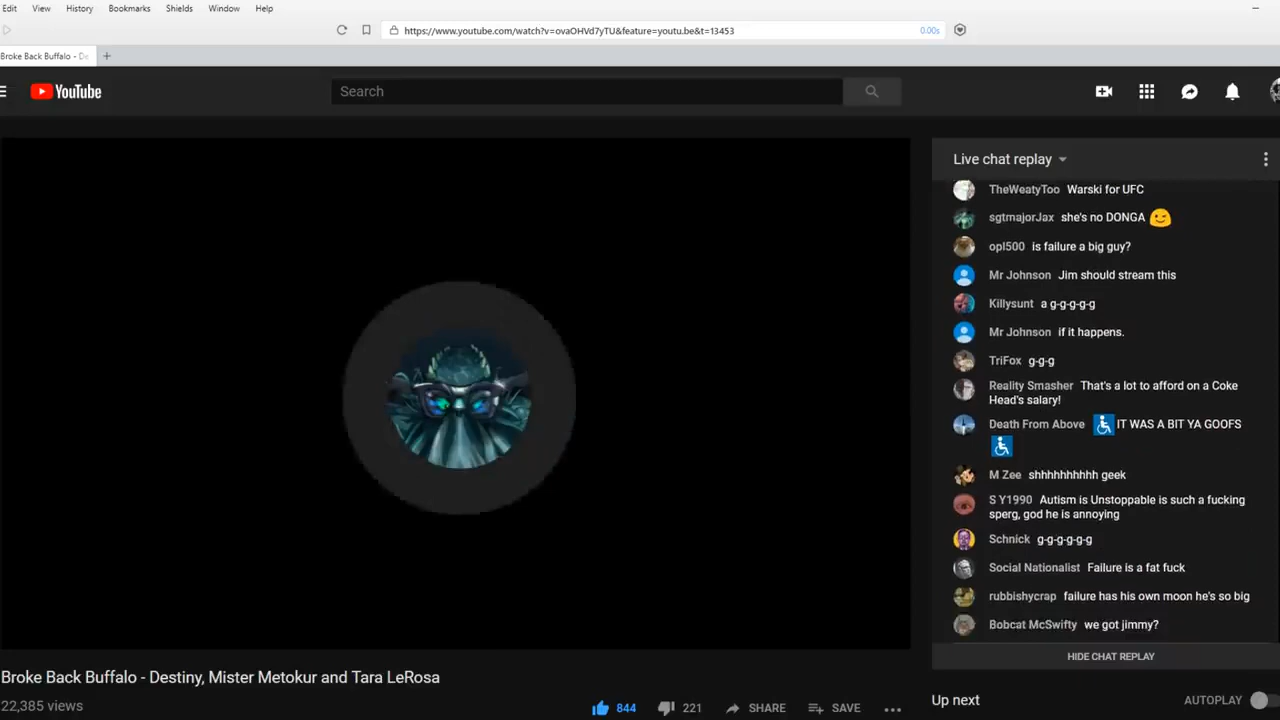 Edit View History Bookmarks Shields Window Help
https://www.youtube.com/watch?v=ovaOHVd7yTU&feature=youtu.be&t=13453 0.00s
Broke Back Buffalo - De
YouTube
Search
Live chat replay
TheWeatyToo Warski for UFC
sgtmajorJax she's no DONGA
opl500 is failure a big guy?
Mr Johnson Jim should stream this
Killysunt a g-g-g-g-g
Mr Johnson if it happens.
TriFox g-g-g
Reality Smasher That's a lot to afford on a Coke
Head's salary!
Death From Above IT WAS A BIT YA GOOFS
M Zee shhhhhhhhhh geek
S Y1990 Autism is Unstoppable is such a fucking
sperg, god he is annoying
Schnick g-g-g-g-g-g
Social Nationalist Failure is a fat fuck
rubbishycrap failure has his own moon he's so big
Bobcat McSwifty we got jimmy?
HIDE CHAT REPLAY
Broke Back Buffalo - Destiny, Mister Metokur and Tara LeRosa
22,385 views
844 221 SHARE SAVE
Up next AUTOPLAY